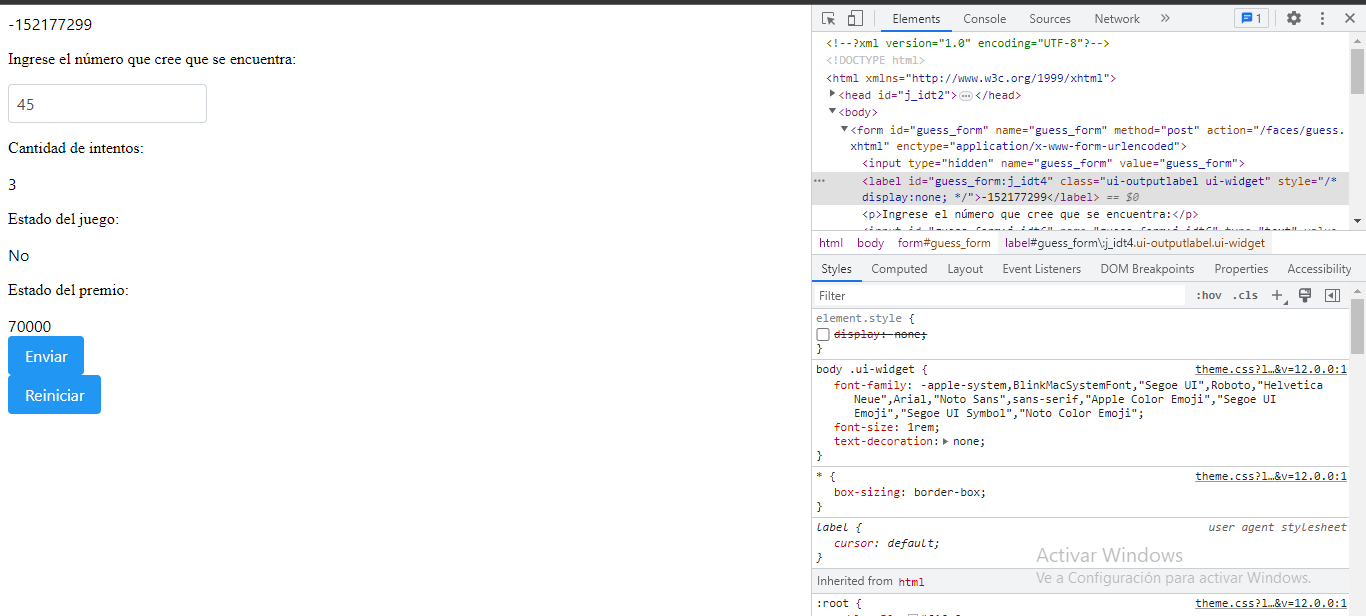 -152177299
Ingrese el número que cree que se encuentra:
45
Cantidad de intentos:
3
Estado del juego:
No
Estado del premio:
70000
Enviar
Reiniciar
Elements Console Sources Network » 1
<!--?xml version="1.0" encoding="UTF-8"?-->
<!DOCTYPE html>
<html xmlns="http://www.w3c.org/1999/xhtml">
<head id="j_idt2"> … </head>
<body>
<form id="guess_form" name="guess_form" method="post" action="/faces/guess.
xhtml" enctype="application/x-www-form-urlencoded">
<input type="hidden" name="guess_form" value="guess_form">
<label id="guess_form:j_idt4" class="ui-outputlabel ui-widget" style="/*
display:none; */">-152177299</label> == $0
<p>Ingrese el número que cree que se encuentra:</p>
html body form#guess_form label#guess_form\:j_idt4.ui-outputlabel.ui-widget
Styles Computed Layout Event Listeners DOM Breakpoints Properties Accessibility
Filter :hov .cls +
element.style {
display: none;
}
body .ui-widget { theme.css?l…&v=12.0.0:1
font-family: -apple-system,BlinkMacSystemFont,"Segoe UI",Roboto,"Helvetica
Neue",Arial,"Noto Sans",sans-serif,"Apple Color Emoji","Segoe UI
Emoji","Segoe UI Symbol","Noto Color Emoji";
font-size: 1rem;
text-decoration: none;
}
* { theme.css?l…&v=12.0.0:1
box-sizing: border-box;
}
label { user agent stylesheet
cursor: default;
}
Activar Windows
Ve a Configuración para activar Windows.
Inherited from html
:root { theme.css?l…&v=12.0.0:1